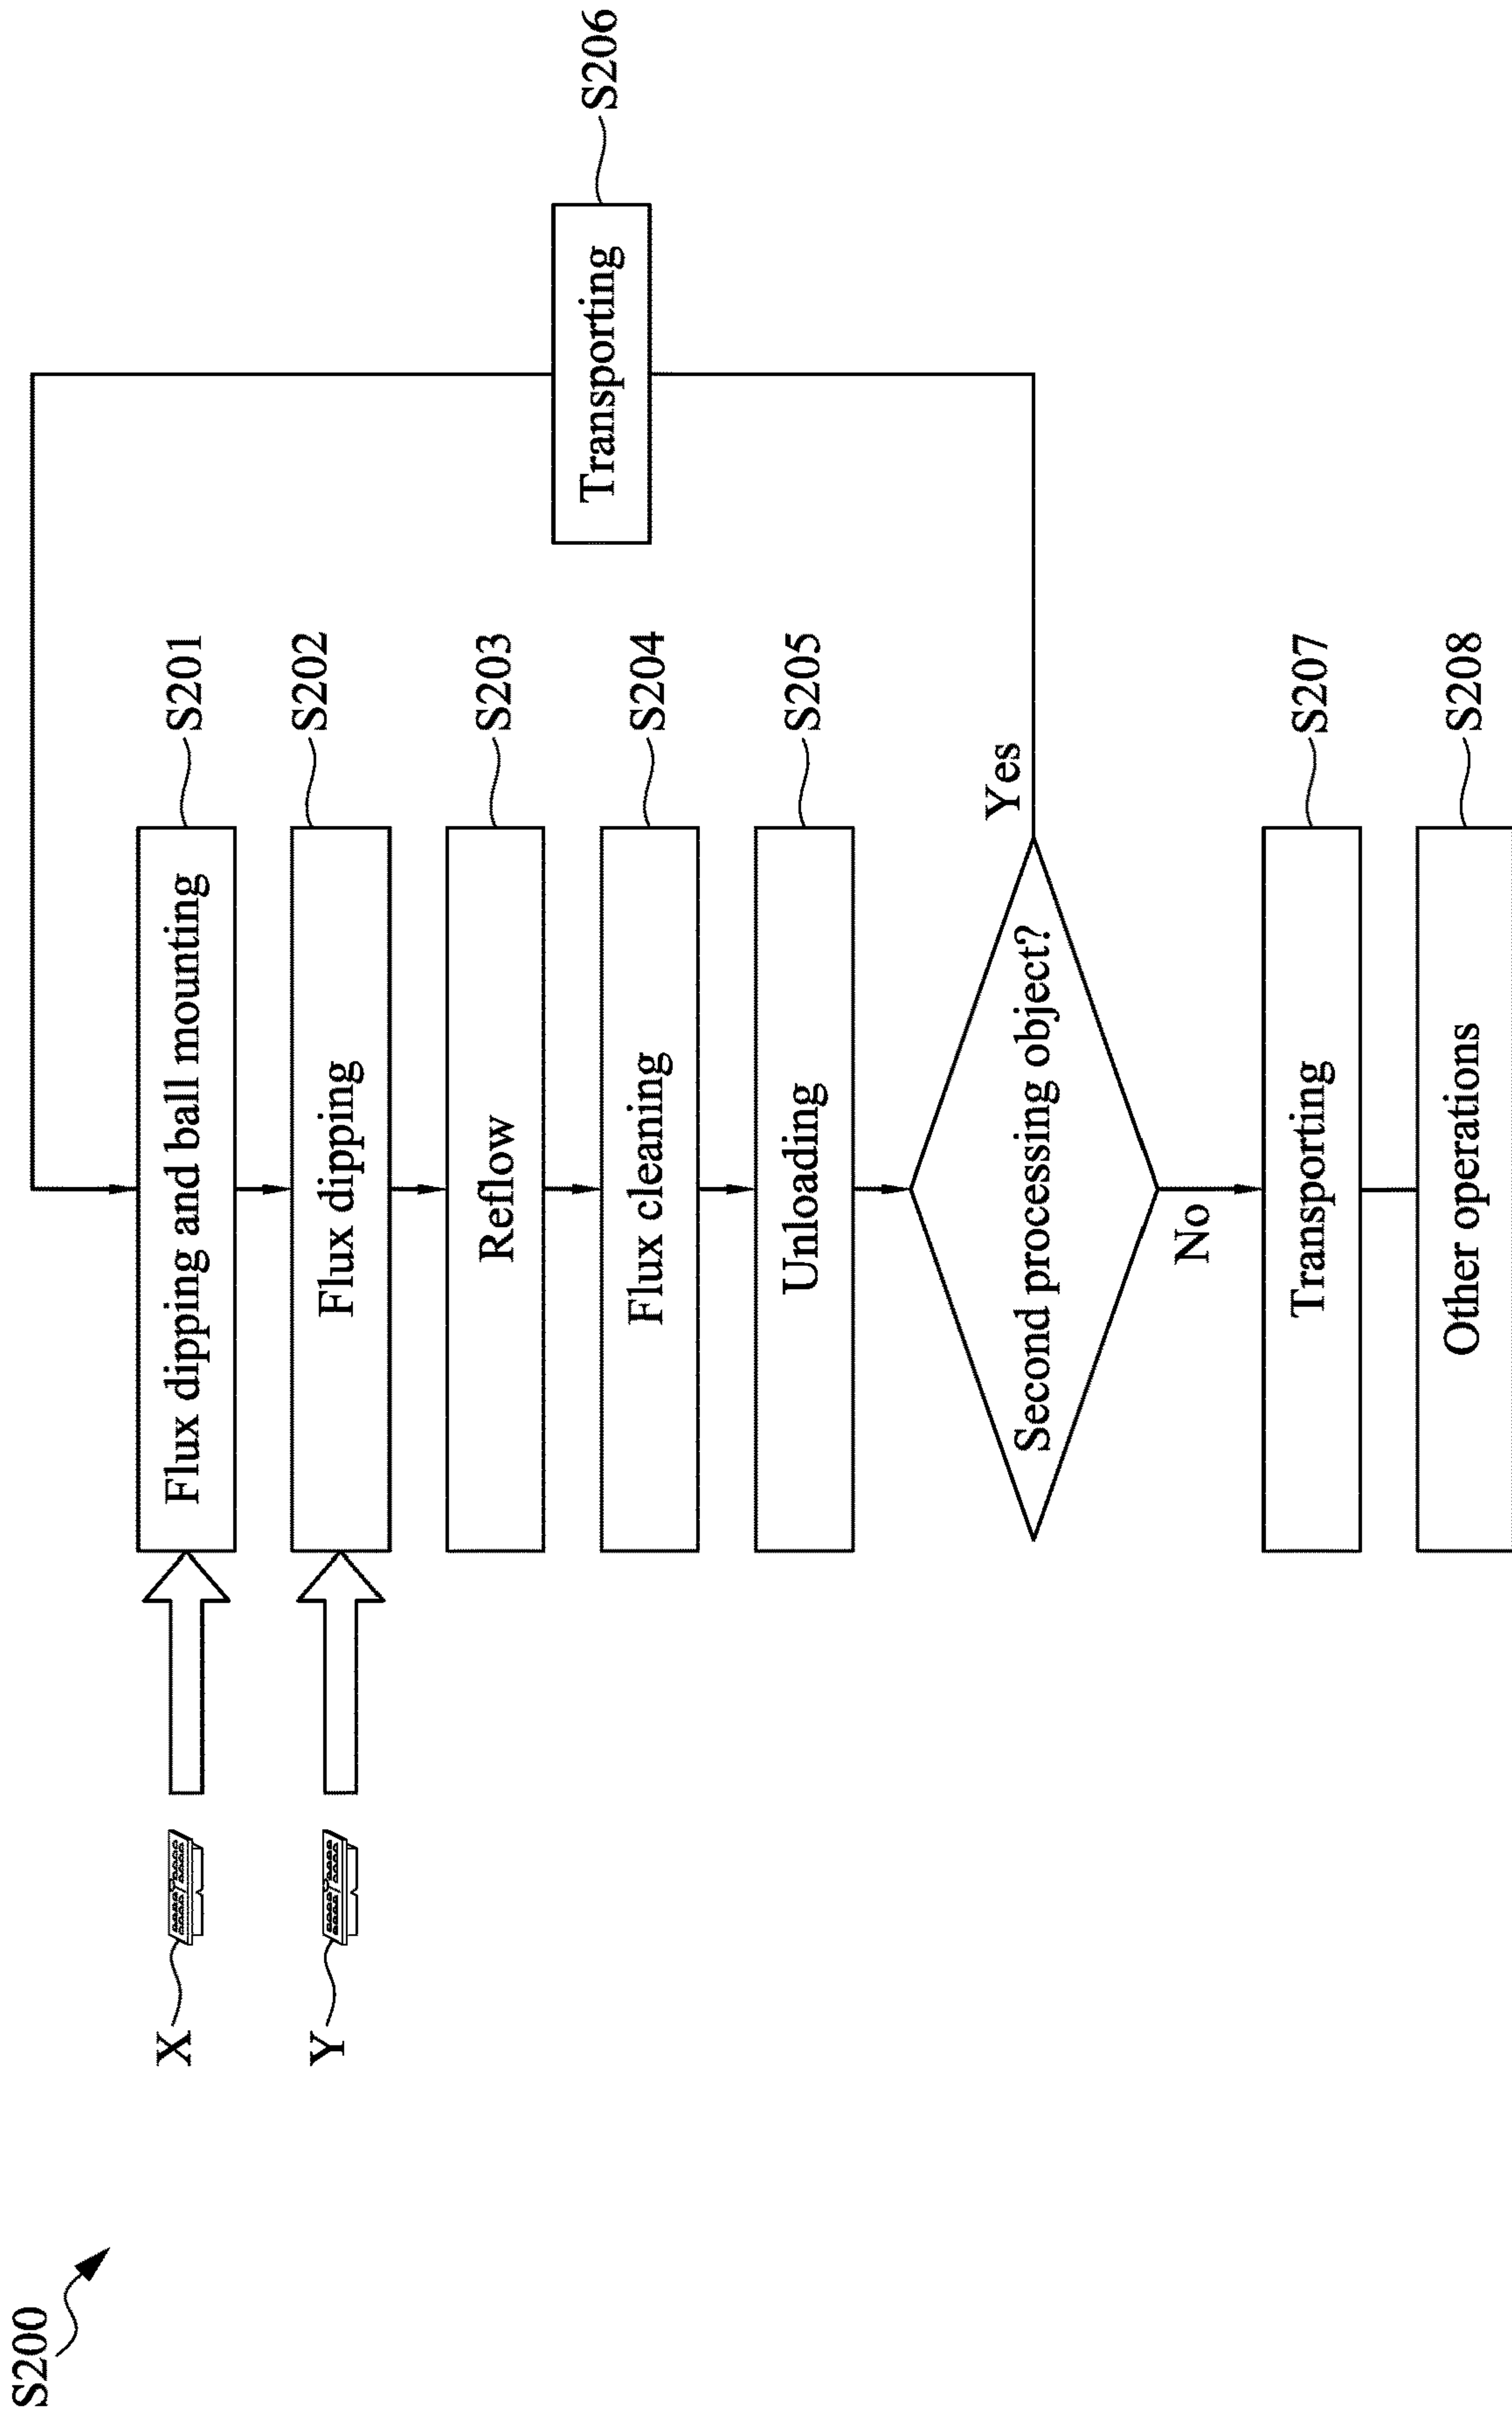 S200
X
Flux dipping and ball mounting
S201
Y
Flux dipping
S202
Reflow
S203
Flux cleaning
S204
Unloading
S205
Second processing object?
Yes
Transporting
S206
No
Transporting
S207
Other operations
S208